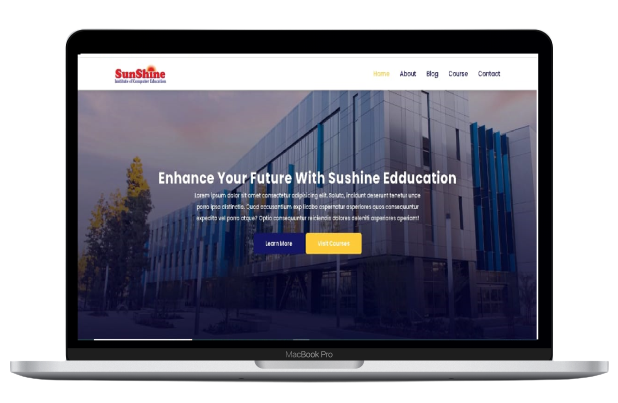 SunShine
Institute of Computer Education
Home About Blog Course Contact
Enhance Your Future With Sushine Edducation
Lorem ipsum dolor sit amet consectetur adipisicing elit. Soluta, incidunt deserunt tenetur unde
porro ipsa distinctio. Quod accusantium explicabo aspernatur asperiores quos consequuntur
expedita vel porro atque? Optio consequuntur reiciendis dolores deleniti asperiores aperiam!
Learn More Visit Courses
MacBook Pro